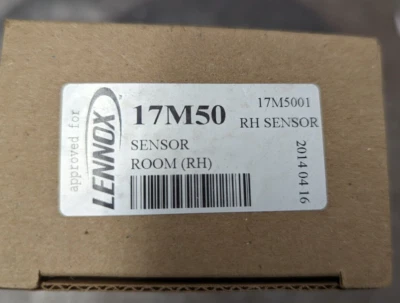 approved for
LENNOX
17M50
17M5001
RH SENSOR
SENSOR
ROOM (RH)
2014 04 16